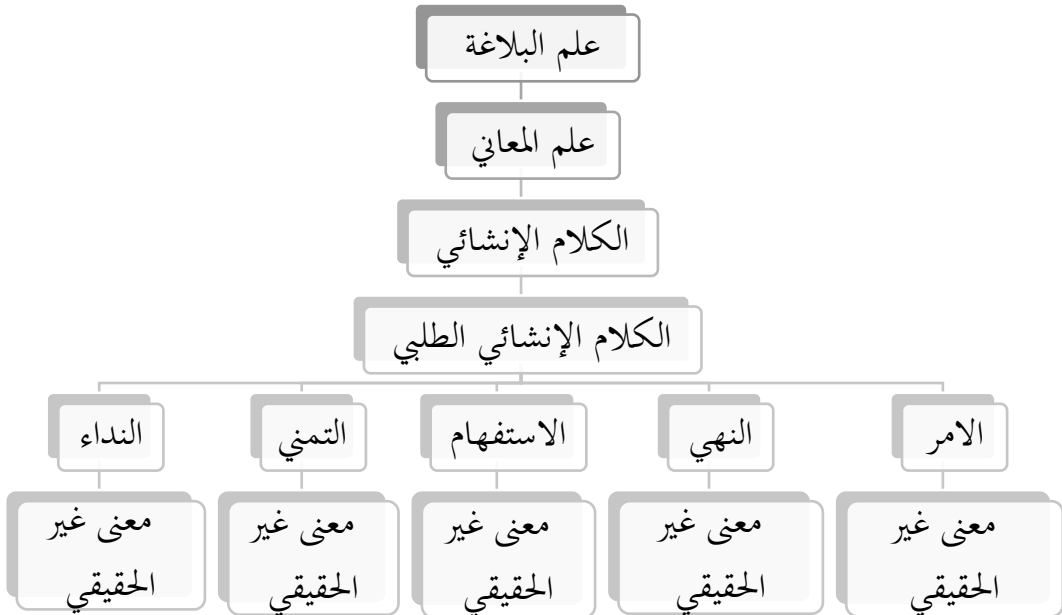 علم البلاغة
علم المعاني
الكلام الإنشائي
الكلام الإنشائي الطلبي
الامر
النهي
الاستفهام
التمني
النداء
معنى غير
الحقيقي
معنى غير
الحقيقي
معنى غير
الحقيقي
معنى غير
الحقيقي
معنى غير
الحقيقي